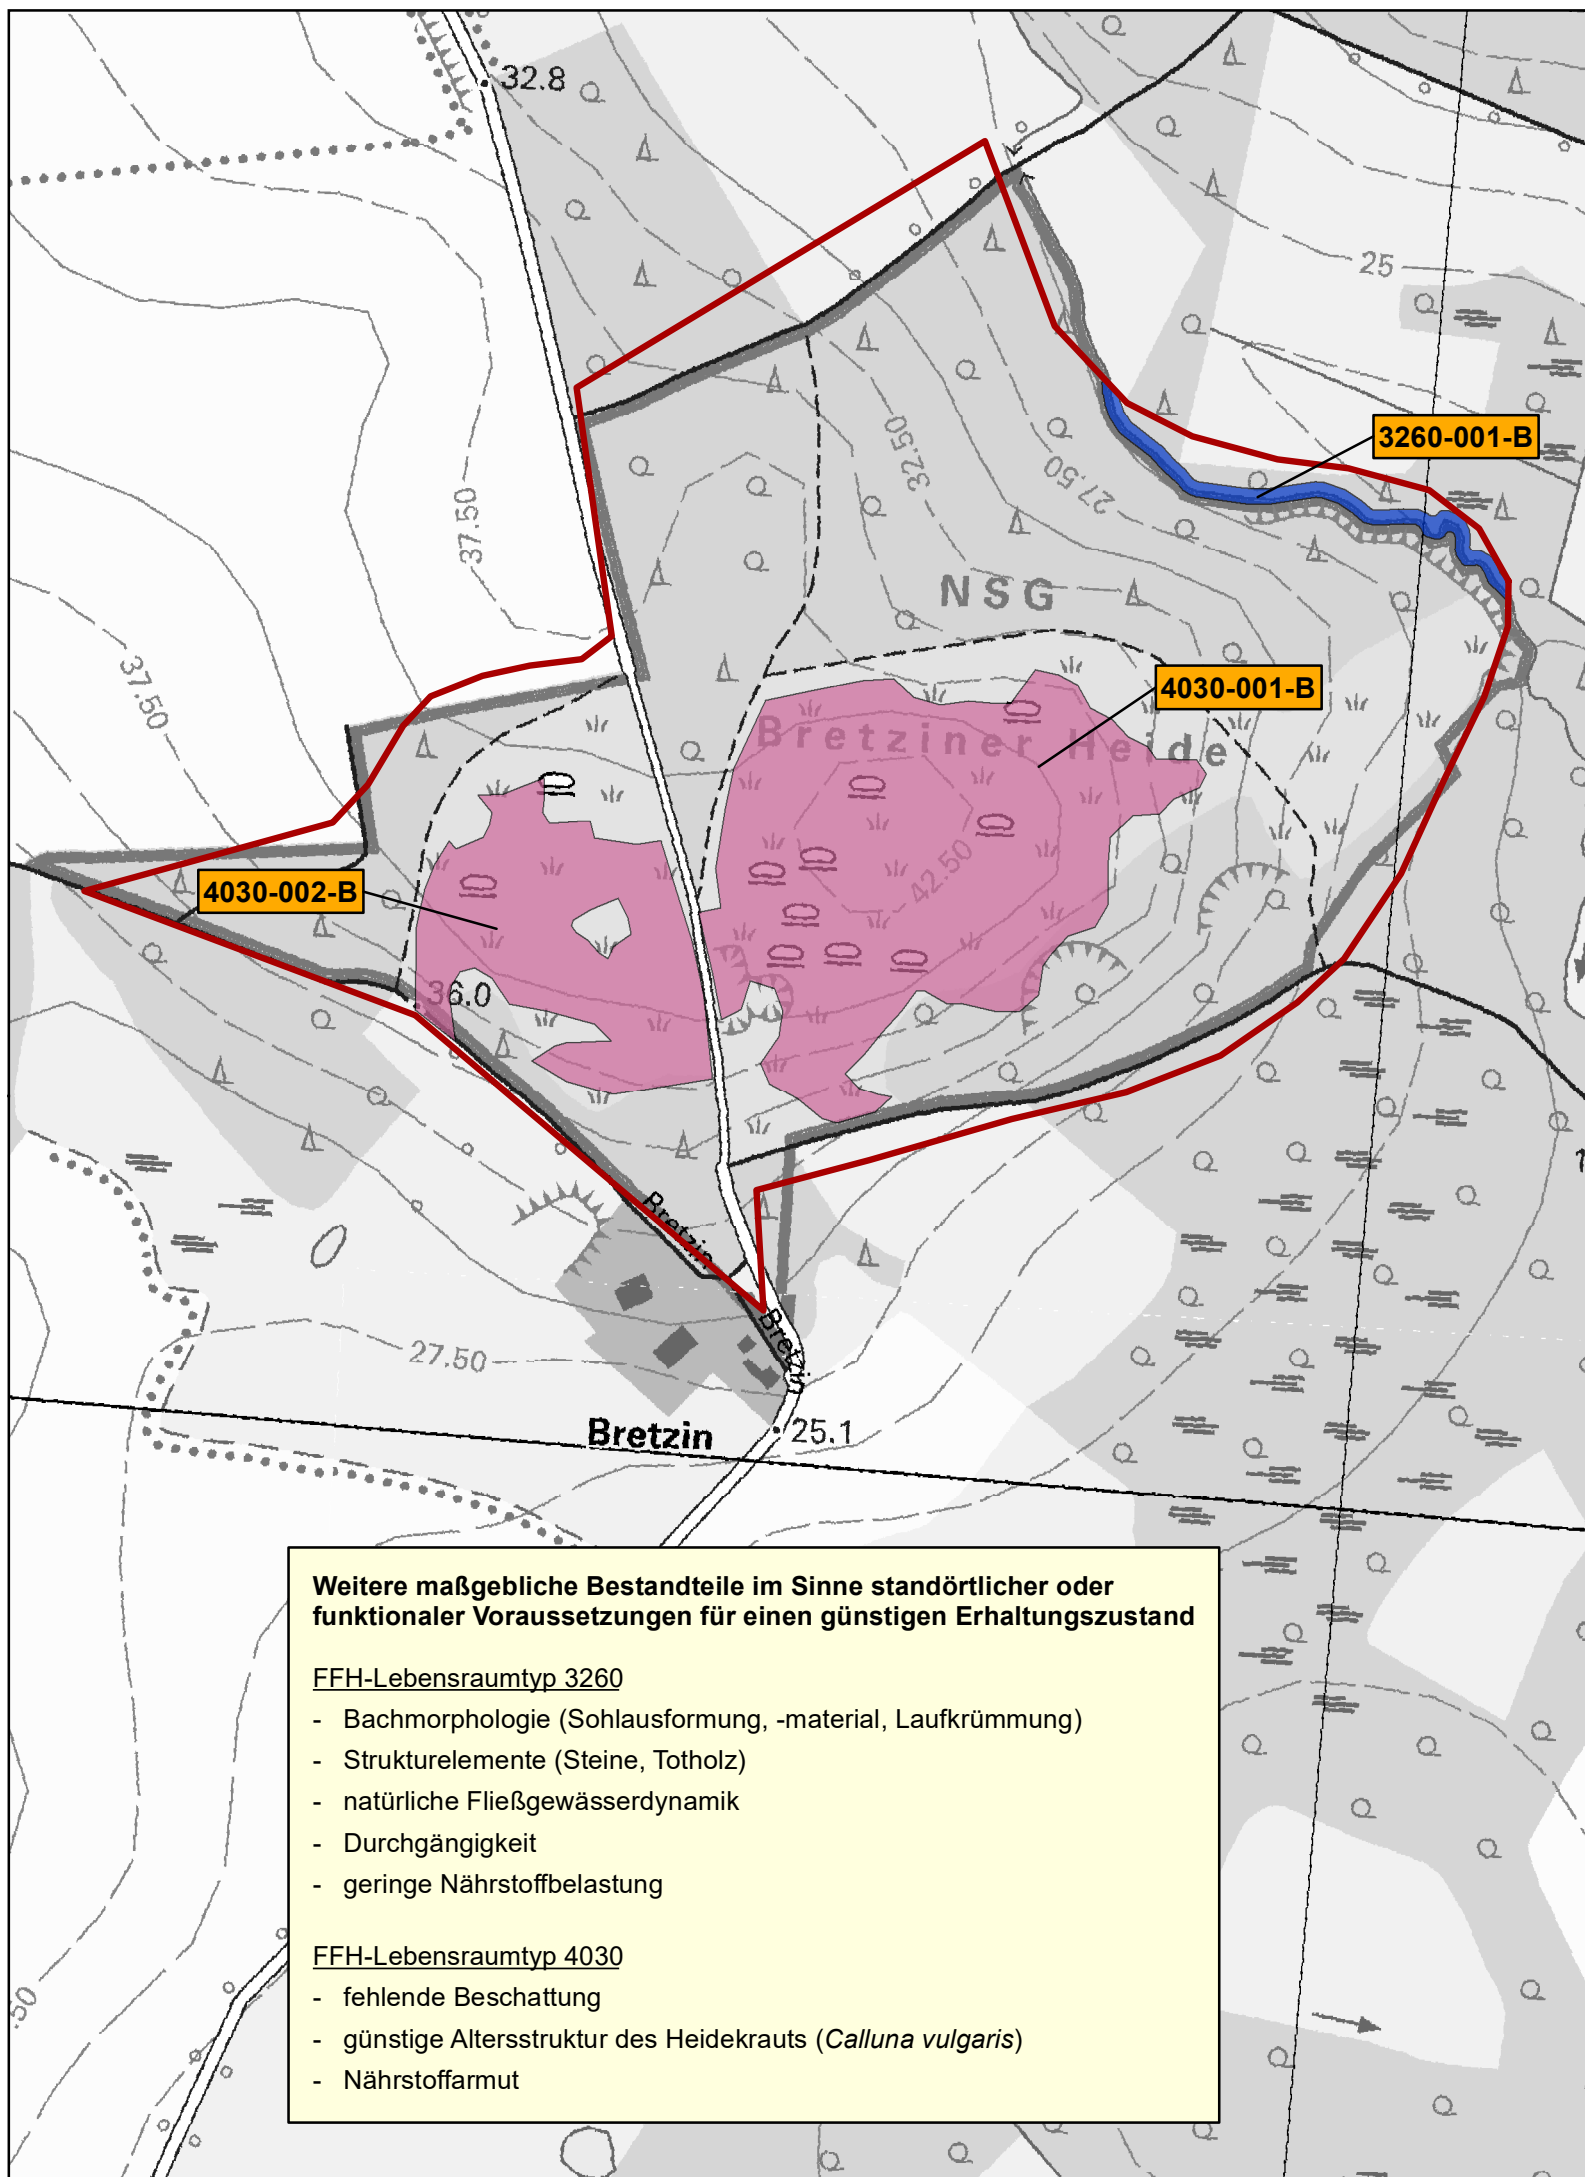 32.8
25
3260-001-B
32.50
27.50
37.50
NSG
37.50
4030-001-B
Bretziner Heide
42.50
4030-002-B
36.0
Bretzin
Bretzin
27.50
Bretzin
25.1
Weitere maßgebliche Bestandteile im Sinne standörtlicher oder
funktionaler Voraussetzungen für einen günstigen Erhaltungszustand
FFH-Lebensraumtyp 3260
- Bachmorphologie (Sohlausformung, -material, Laufkrümmung)
- Strukturelemente (Steine, Totholz)
- natürliche Fließgewässerdynamik
- Durchgängigkeit
- geringe Nährstoffbelastung
FFH-Lebensraumtyp 4030
- fehlende Beschattung
- günstige Altersstruktur des Heidekrauts (Calluna vulgaris)
- Nährstoffarmut
.50